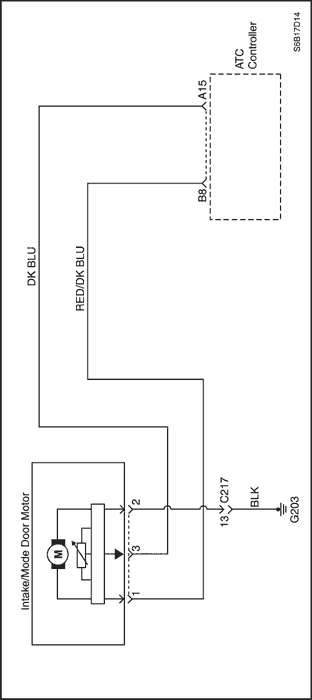 S6B17D14
ATC
Controller
A15
B8
DK BLU
RED/DK BLU
Intake/Mode Door Motor
M
2
3
1
13 C217
BLK
G203